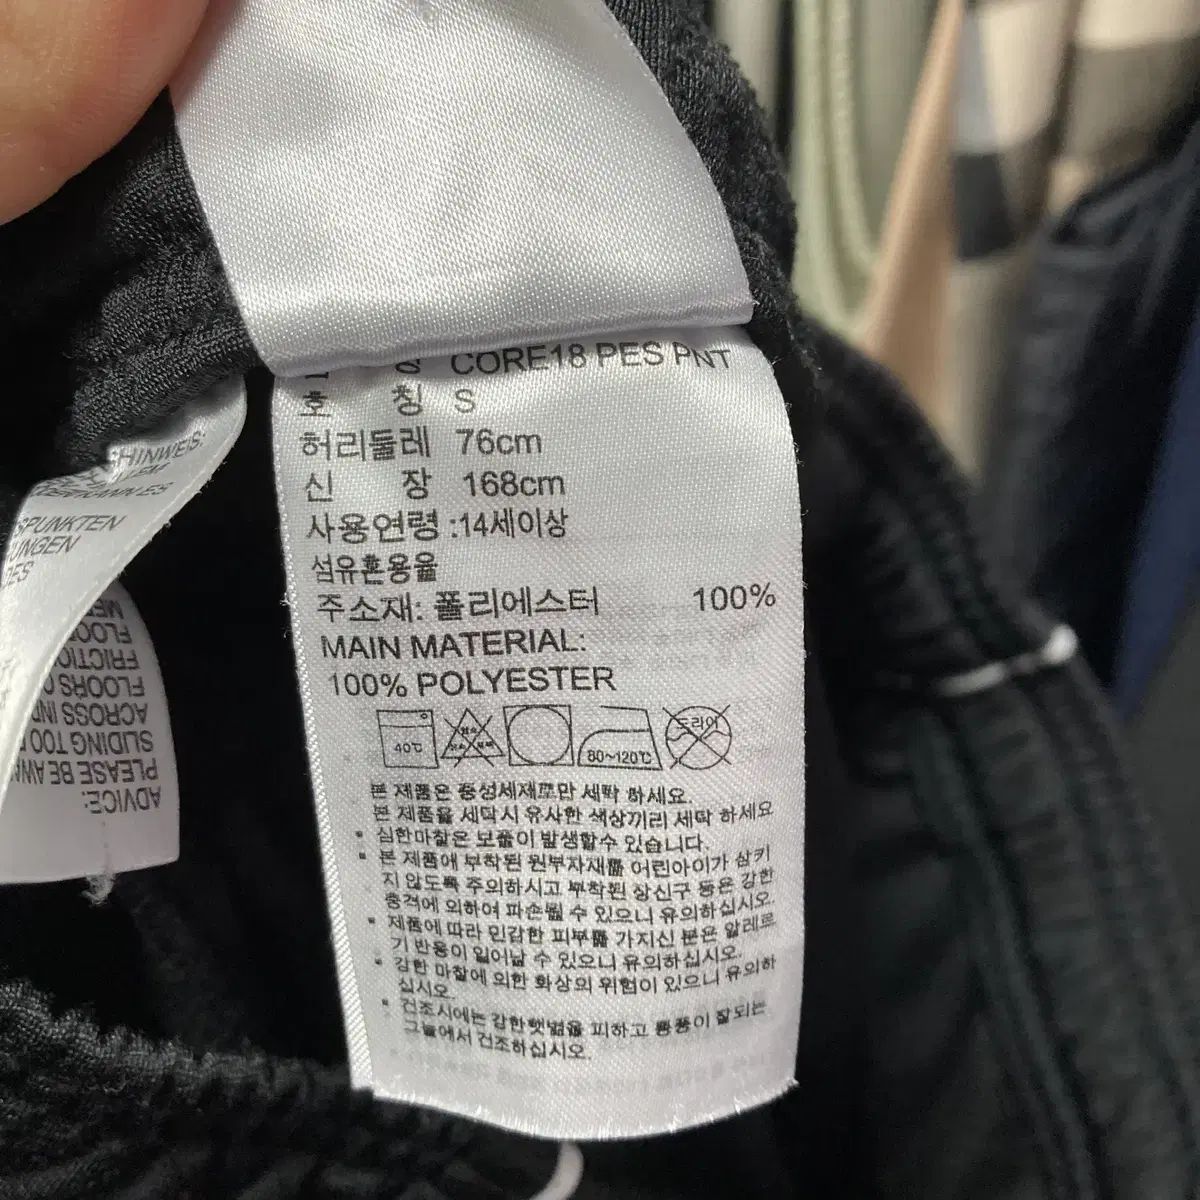 CORE18 PES PNT
호 칭 S
허리둘레 76cm
신 장 168cm
사용연령 :14세이상
섬유혼용율
주소재: 폴리에스터 100%
MAIN MATERIAL:
100% POLYESTER
40℃
80~120℃
드라이
본 제품은 중성세제로만 세탁 하세요.
본 제품을 세탁시 유사한 색상끼리 세탁 하세요
• 심한마찰은 보풀이 발생할수 있습니다.
• 본 제품에 부착된 원부자재를 어린아이가 삼키
지 않도록 주의하시고 부착된 장신구 등은 강한
충격에 의하여 파손될 수 있으니 유의하십시오.
• 제품에 따라 민감한 피부를 가지신 분은 알레르
기 반응이 일어날 수 있으니 유의하십시오.
• 강한 마찰에 의한 화상의 위험이 있으니 유의하
십시오.
• 건조시에는 강한햇볕을 피하고 통풍이 잘되는
그늘에서 건조하십시오.
HINWEIS:
SPUNKTEN
ADVICE:
PLEASE BE AWA
SLIDING TOO
ACROSS IN
FLOORS
FRICTIO
FLOOR